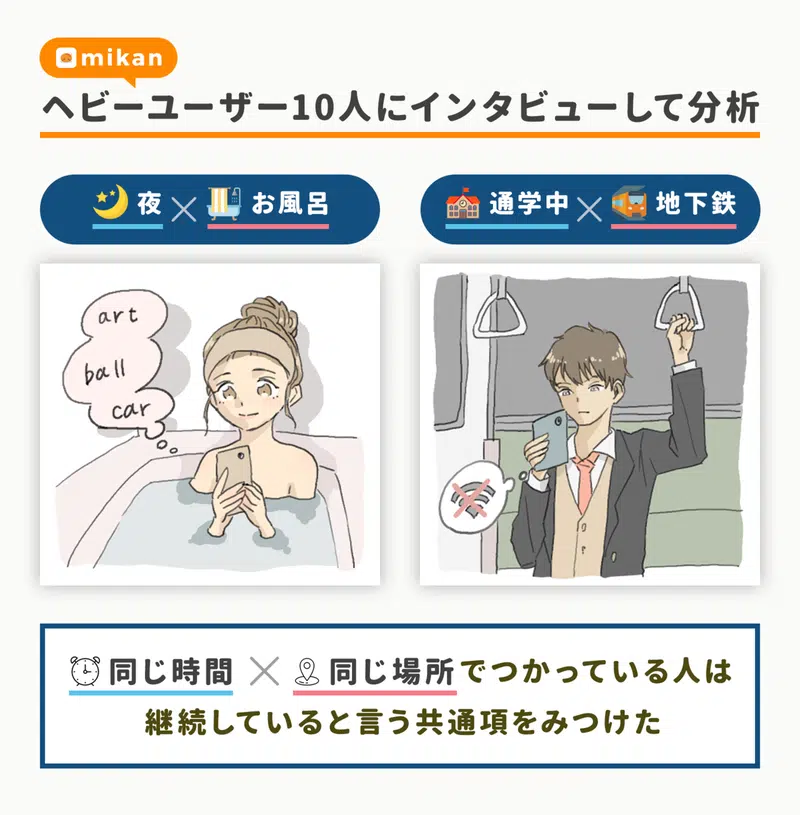 mikan
ヘビーユーザー10人にインタビューして分析
夜×お風呂
通学中×地下鉄
art
ball
car
同じ時間×同じ場所でつかっている人は
継続していると言う共通項をみつけた